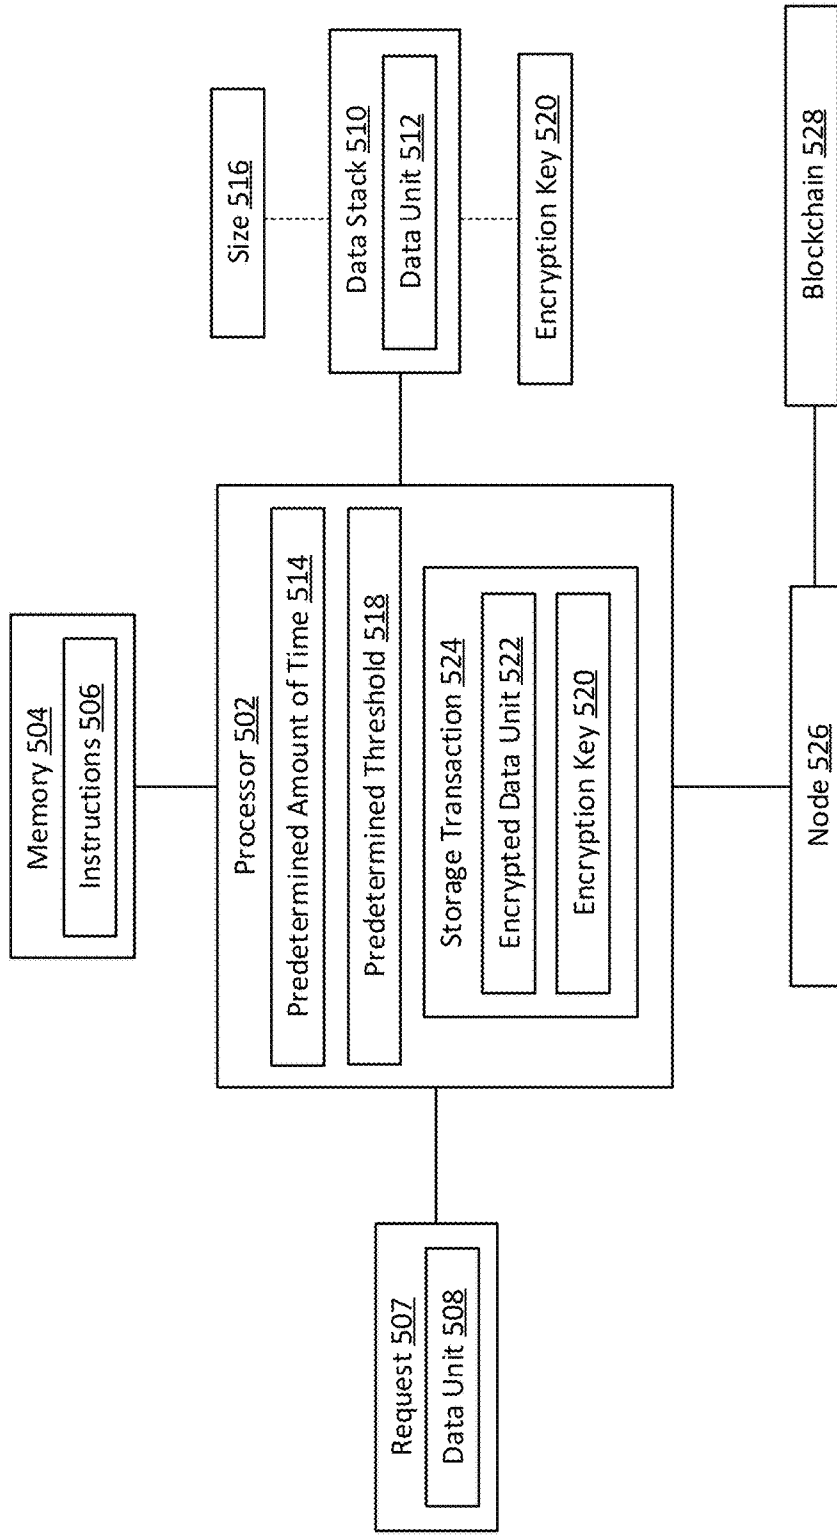 Memory 504
Instructions 506
Request 507
Data Unit 508
Processor 502
Predetermined Amount of Time 514
Predetermined Threshold 518
Storage Transaction 524
Encrypted Data Unit 522
Encryption Key 520
Size 516
Data Stack 510
Data Unit 512
Encryption Key 520
Node 526
Blockchain 528